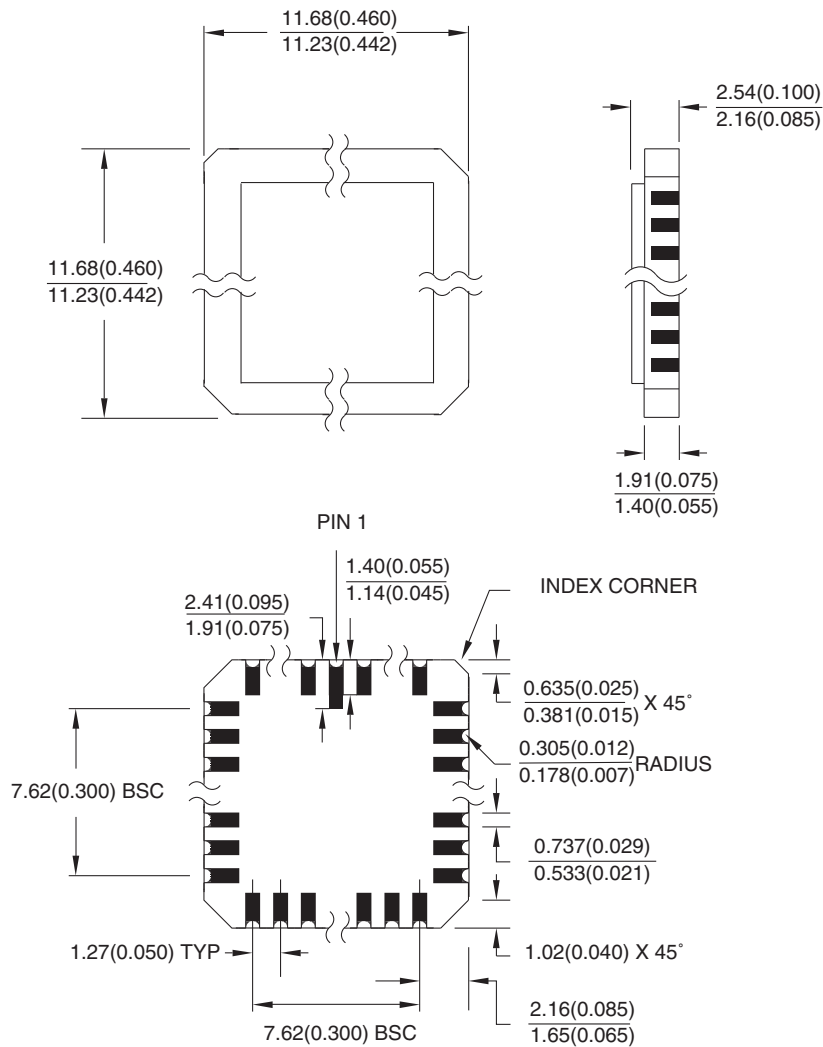 11.68(0.460)
11.23(0.442)
2.54(0.100)
2.16(0.085)
11.68(0.460)
11.23(0.442)
1.91(0.075)
1.40(0.055)
PIN 1
1.40(0.055)
1.14(0.045)
INDEX CORNER
2.41(0.095)
1.91(0.075)
0.635(0.025)
0.381(0.015) X 45°
0.305(0.012)
0.178(0.007) RADIUS
7.62(0.300) BSC
0.737(0.029)
0.533(0.021)
1.27(0.050) TYP
1.02(0.040) X 45°
7.62(0.300) BSC
2.16(0.085)
1.65(0.065)